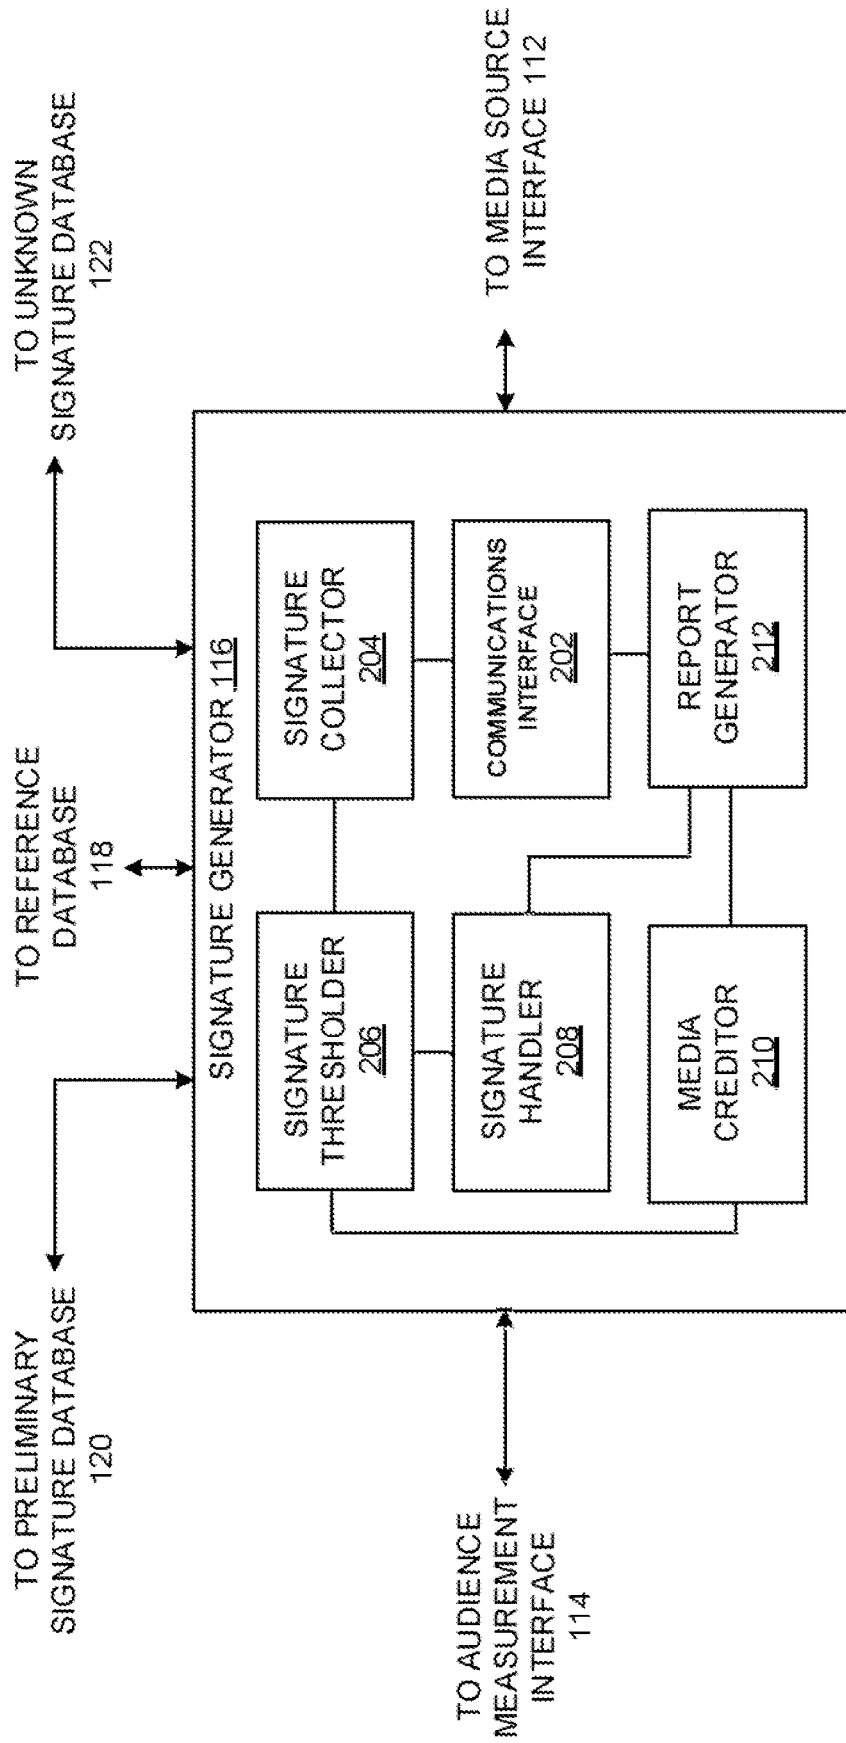 TO PRELIMINARY
SIGNATURE DATABASE
120
TO REFERENCE
DATABASE
118
TO UNKNOWN
SIGNATURE DATABASE
122
SIGNATURE GENERATOR 116
SIGNATURE
THRESHOLDER
206
SIGNATURE
COLLECTOR
204
TO AUDIENCE
MEASUREMENT
INTERFACE
114
SIGNATURE
HANDLER
208
COMMUNICATIONS
INTERFACE
202
TO MEDIA SOURCE
INTERFACE 112
MEDIA
CREDITOR
210
REPORT
GENERATOR
212